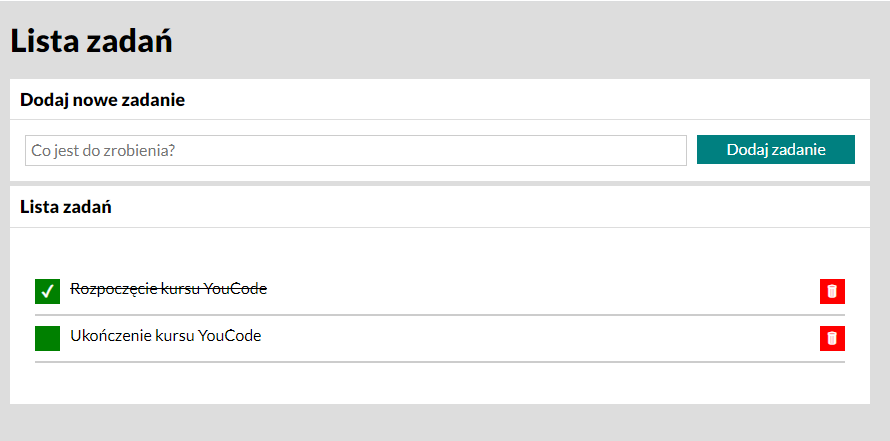 Lista zadań
Dodaj nowe zadanie
Co jest do zrobienia?
Dodaj zadanie
Lista zadań
Rozpoczęcie kursu YouCode
Ukończenie kursu YouCode